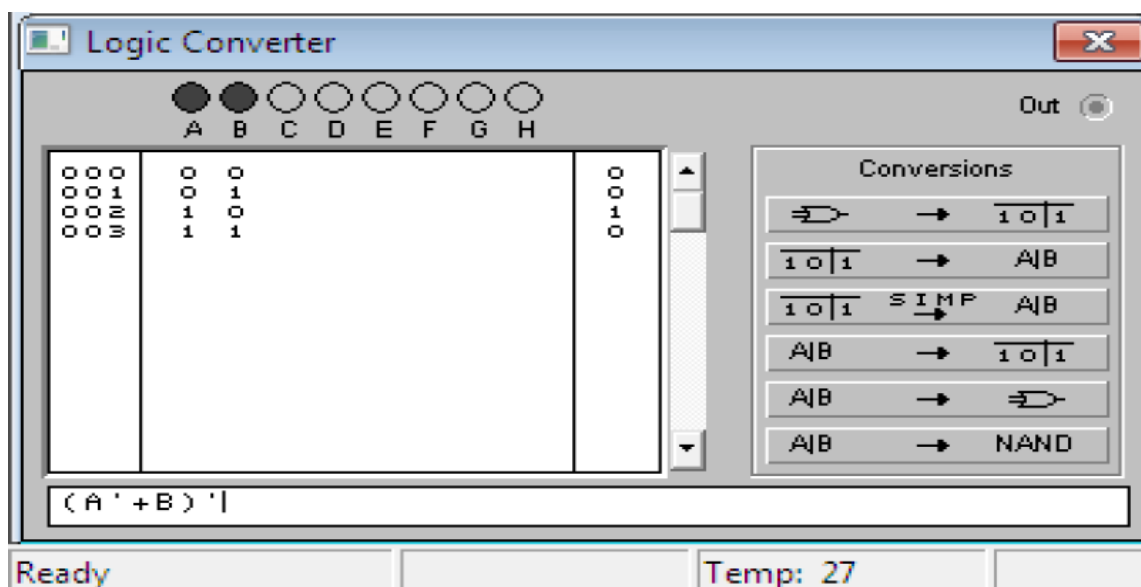 Logic Converter
A B C D E F G H
Out
000 0 0 0
001 0 1 0
002 1 0 1
003 1 1 0
Conversions
→ 1 0|1
1 0|1 → A|B
1 0|1 SIMP → A|B
A|B → 1 0|1
A|B →
A|B → NAND
(A'+B)'
Ready
Temp: 27